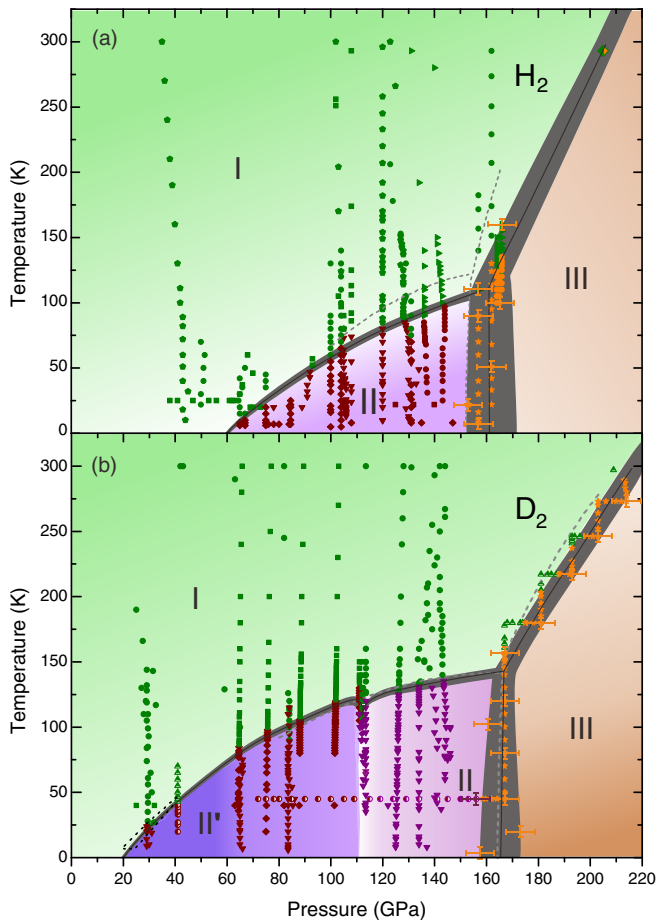 (a)
H2
I
II
III
Temperature (K)
300
250
200
150
100
50
0
(b)
D2
I
II'
II
III
Temperature (K)
300
250
200
150
100
50
0
0 20 40 60 80 100 120 140 160 180 200 220
Pressure (GPa)